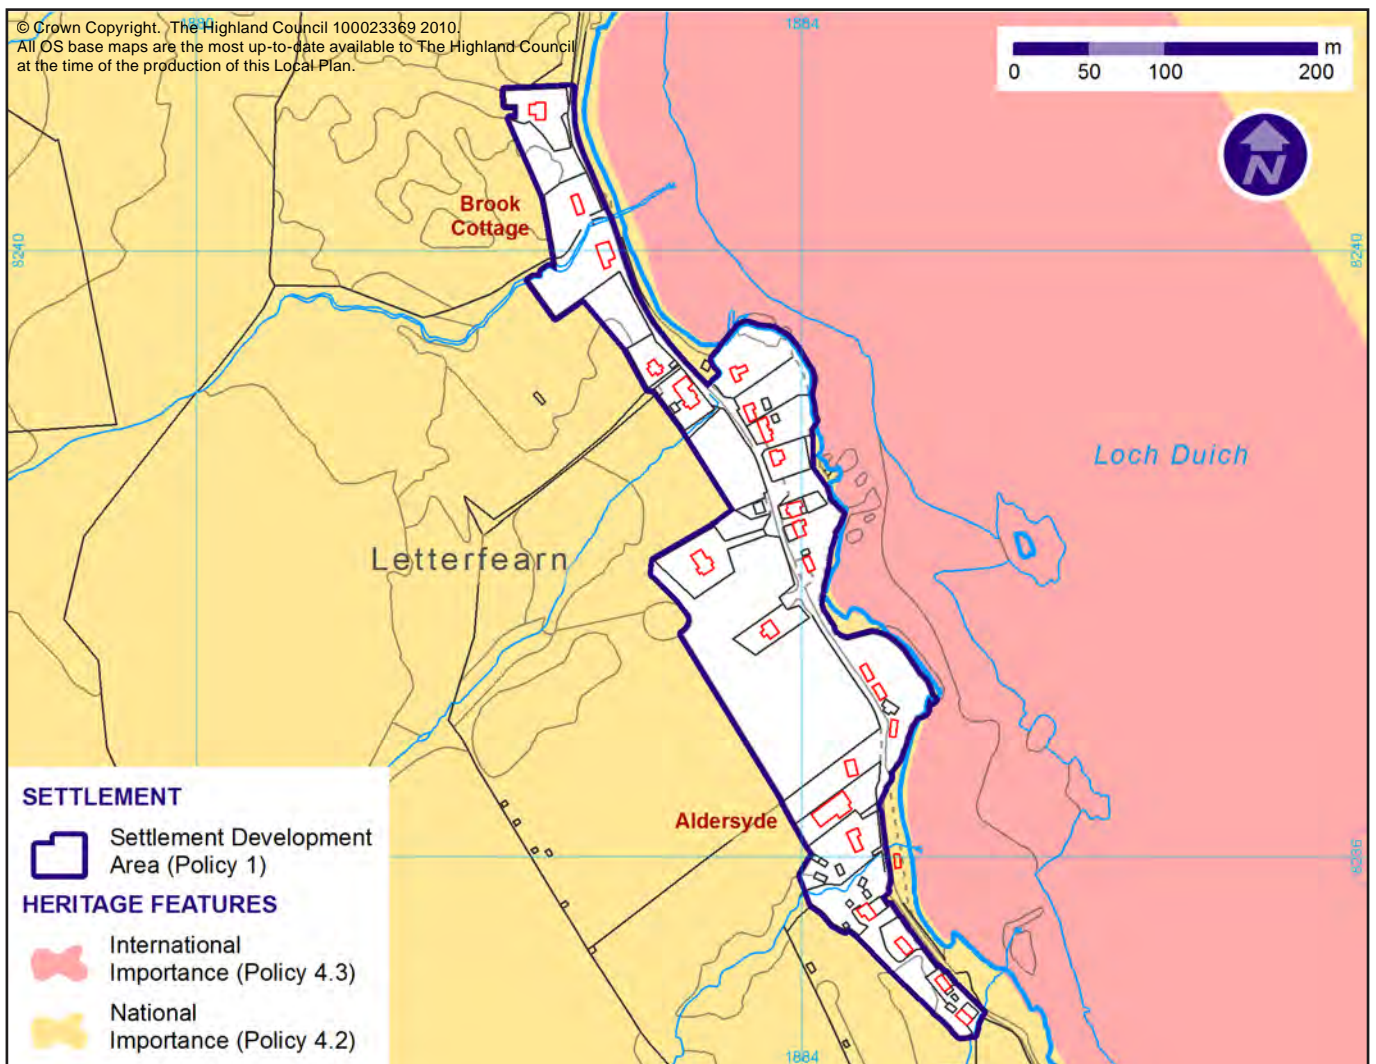 © Crown Copyright. The Highland Council 100023369 2010.
All OS base maps are the most up-to-date available to The Highland Council
at the time of the production of this Local Plan.
1884
m
0 50 100 200
N
Brook
Cottage
8240
8240
Loch Duich
Letterfearn
Aldersyde
SETTLEMENT
Settlement Development
Area (Policy 1)
HERITAGE FEATURES
International
Importance (Policy 4.3)
National
Importance (Policy 4.2)
8236
1884